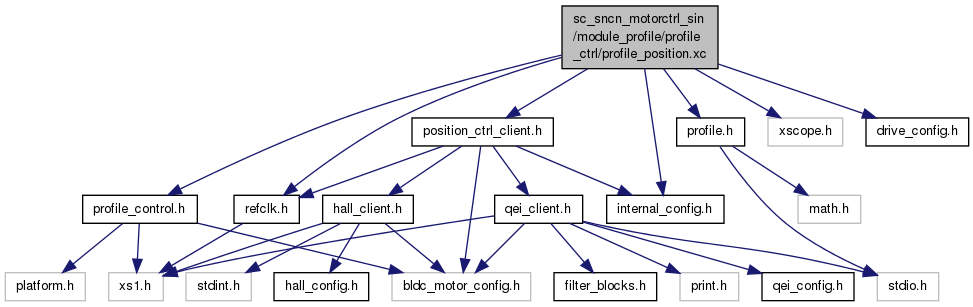 sc_sncn_motorctrl_sin
/module_profile/profile
_ctrl/profile_position.xc
position_ctrl_client.h
profile.h
xscope.h
drive_config.h
profile_control.h
refclk.h
hall_client.h
qei_client.h
internal_config.h
math.h
platform.h
xs1.h
stdint.h
hall_config.h
bldc_motor_config.h
filter_blocks.h
print.h
qei_config.h
stdio.h